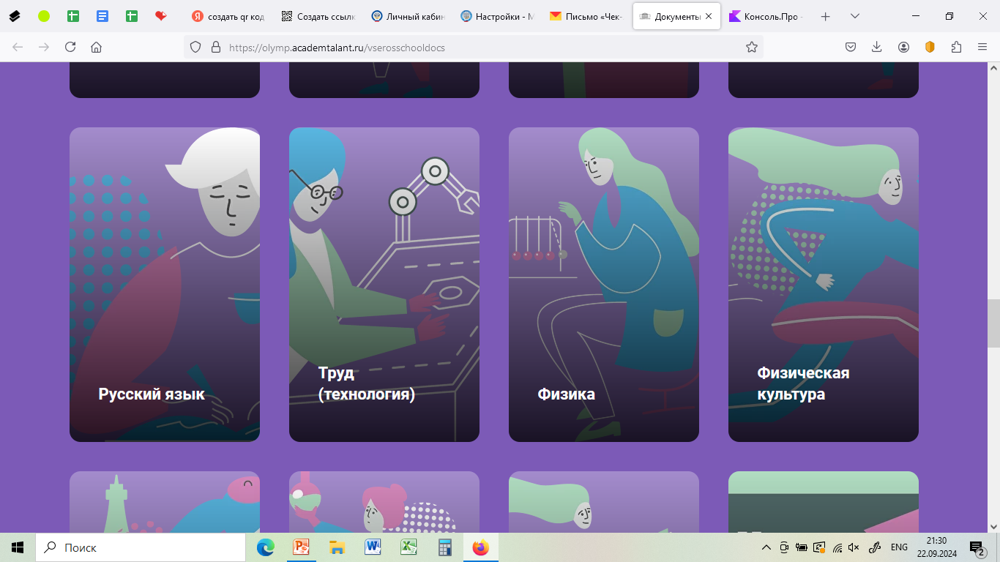 создать qr код
Создать ссылк
Личный кабин
Настройки - М
Письмо «Чек-
Документы
Консоль.Про -
https://olymp.academtalant.ru/vserosschooldocs
Русский язык
Труд
(технология)
Физика
Физическая
культура
Поиск
ENG
21:30
22.09.2024
2